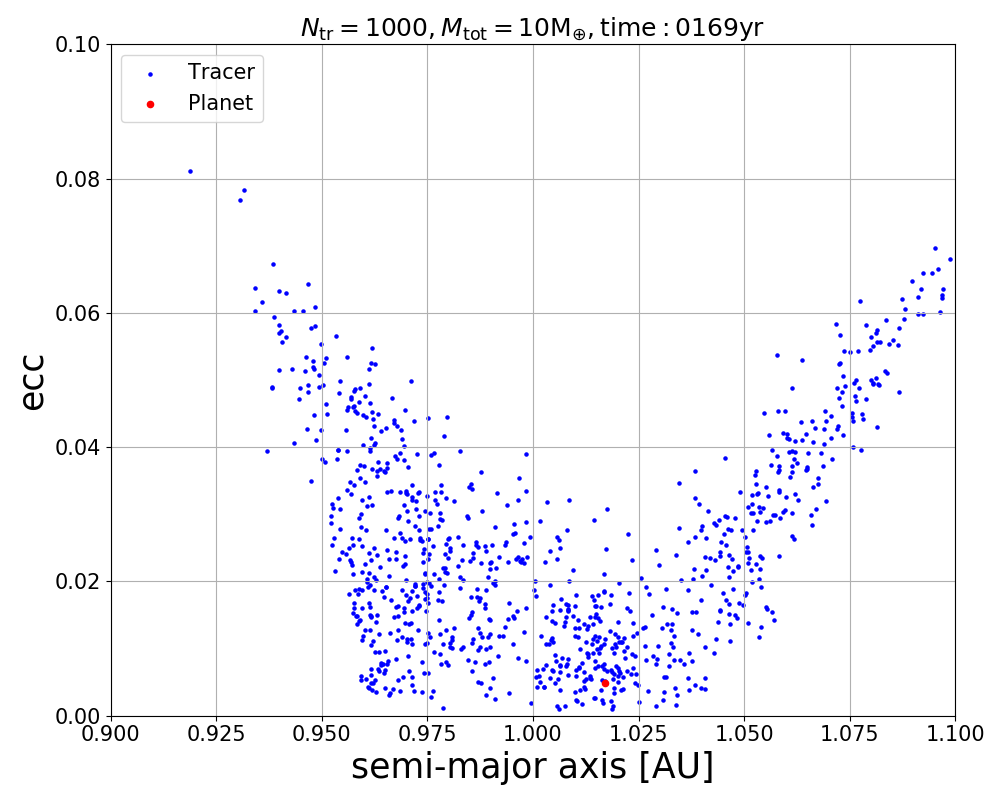 N_tr = 1000, M_tot = 10M_⊕, time : 0169yr
Tracer
Planet
ecc
0.10
0.08
0.06
0.04
0.02
0.00
0.900 0.925 0.950 0.975 1.000 1.025 1.050 1.075 1.100
semi-major axis [AU]